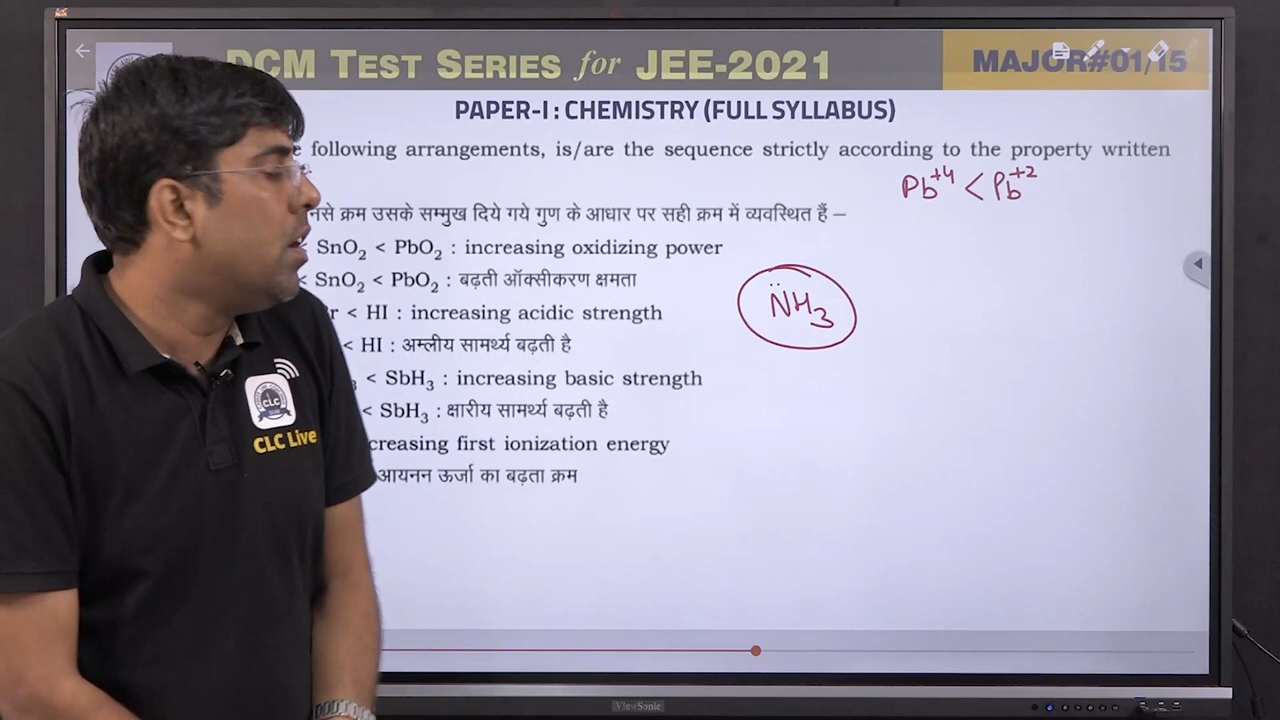 DCM TEST SERIES for JEE-2021 MAJOR#01/15
PAPER-I : CHEMISTRY (FULL SYLLABUS)
following arrangements, is/are the sequence strictly according to the property written
Pb+4 < Pb+2
क्रम उसके सम्मुख दिये गये गुण के आधार पर सही क्रम में व्यवस्थित हैं –
SnO2 < PbO2 : increasing oxidizing power
< SnO2 < PbO2 : बढ़ती ऑक्सीकरण क्षमता
NH3
< HI : increasing acidic strength
< HI : अम्लीय सामर्थ्य बढ़ती है
< SbH3 : increasing basic strength
< SbH3 : क्षारीय सामर्थ्य बढ़ती है
creasing first ionization energy
आयनन ऊर्जा का बढ़ता क्रम
CLC
CLC Live
ViewSonic